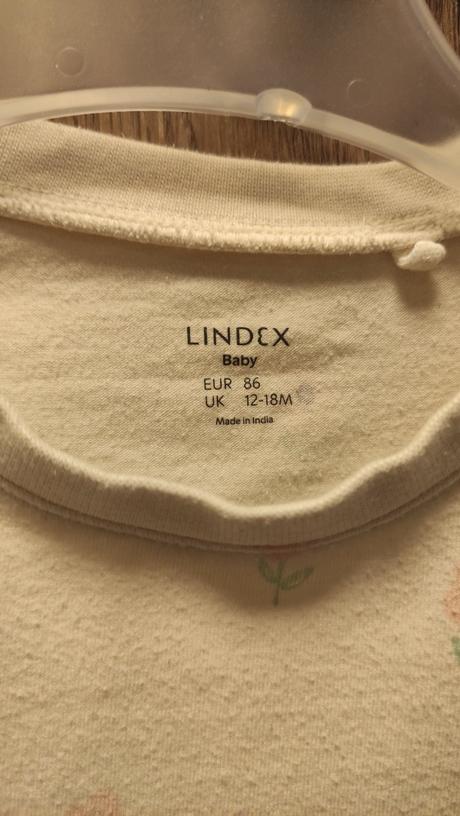 LINDEX
Baby
EUR 86
UK 12-18M
Made in India